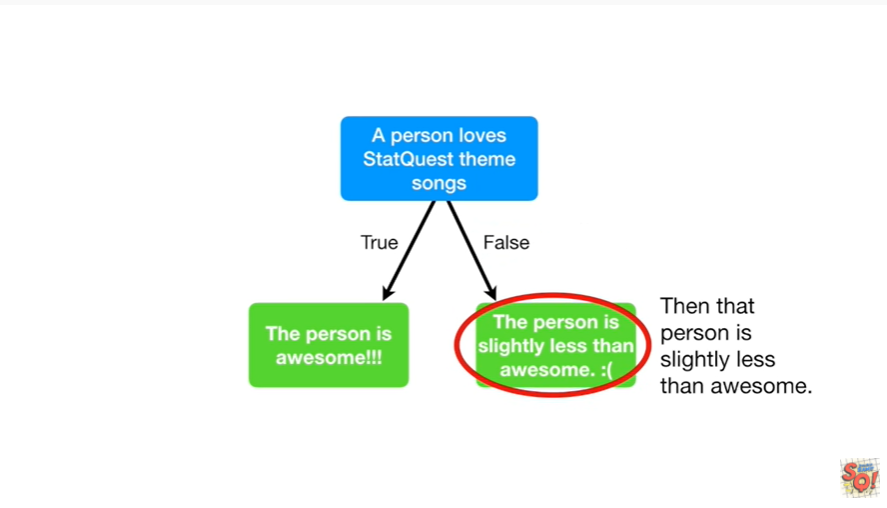 A person loves
StatQuest theme
songs
True
False
The person is
awesome!!!
The person is
slightly less than
awesome. :(
Then that
person is
slightly less
than awesome.
SQ!